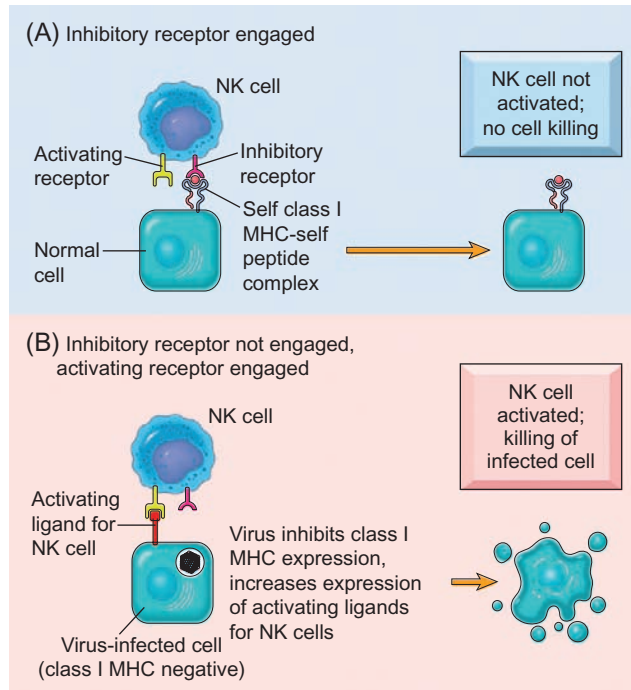 (A) Inhibitory receptor engaged
NK cell
NK cell not
activated;
no cell killing
Activating
receptor
Inhibitory
receptor
Self class I
MHC-self
peptide
complex
Normal
cell
(B) Inhibitory receptor not engaged,
activating receptor engaged
NK cell
NK cell
activated;
killing of
infected cell
Activating
ligand for
NK cell
Virus inhibits class I
MHC expression,
increases expression
of activating ligands
for NK cells
Virus-infected cell
(class I MHC negative)